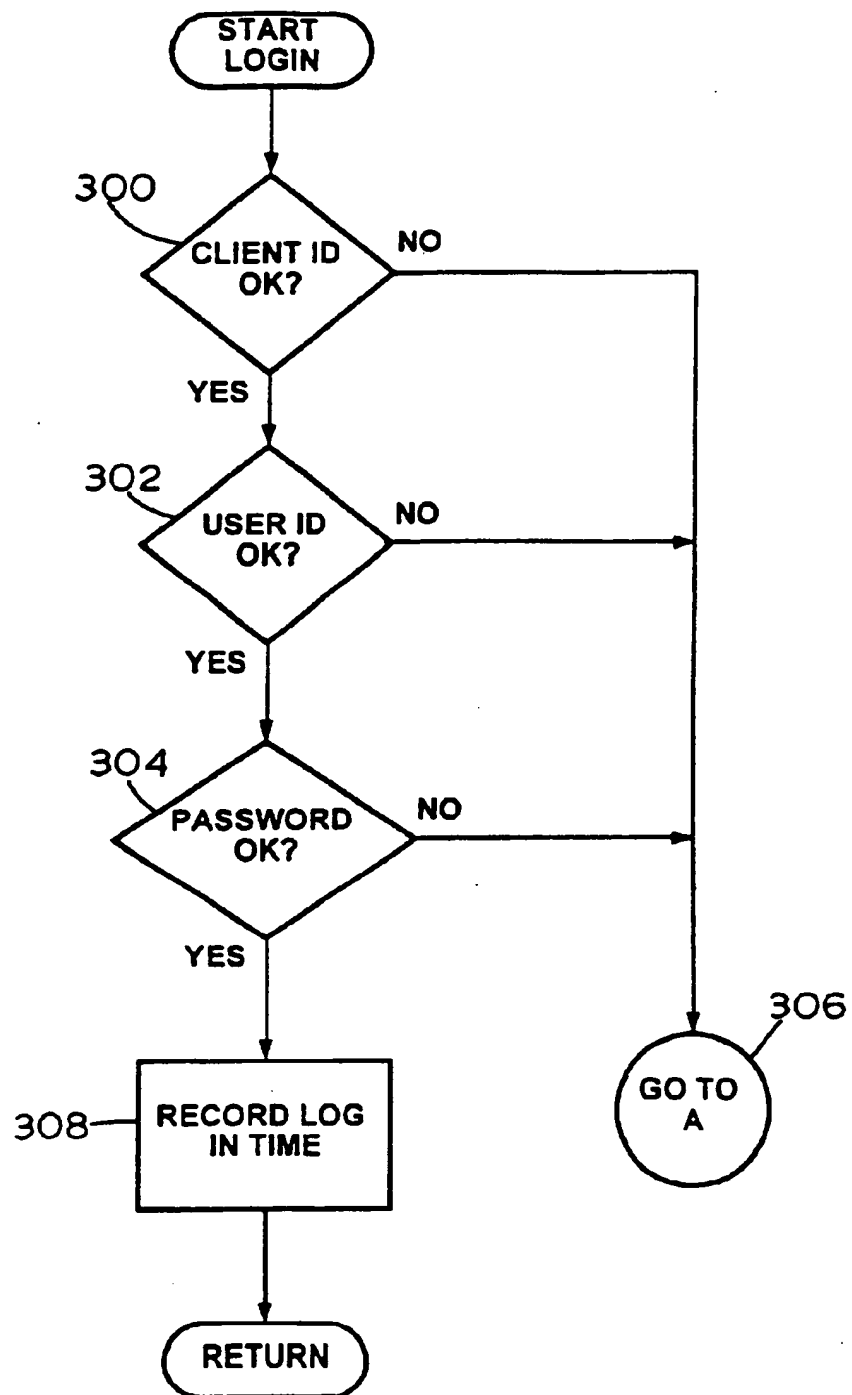 START
LOGIN
300
CLIENT ID
OK?
NO
YES
302
USER ID
OK?
NO
YES
304
PASSWORD
OK?
NO
YES
306
GO TO
A
308
RECORD LOG
IN TIME
RETURN